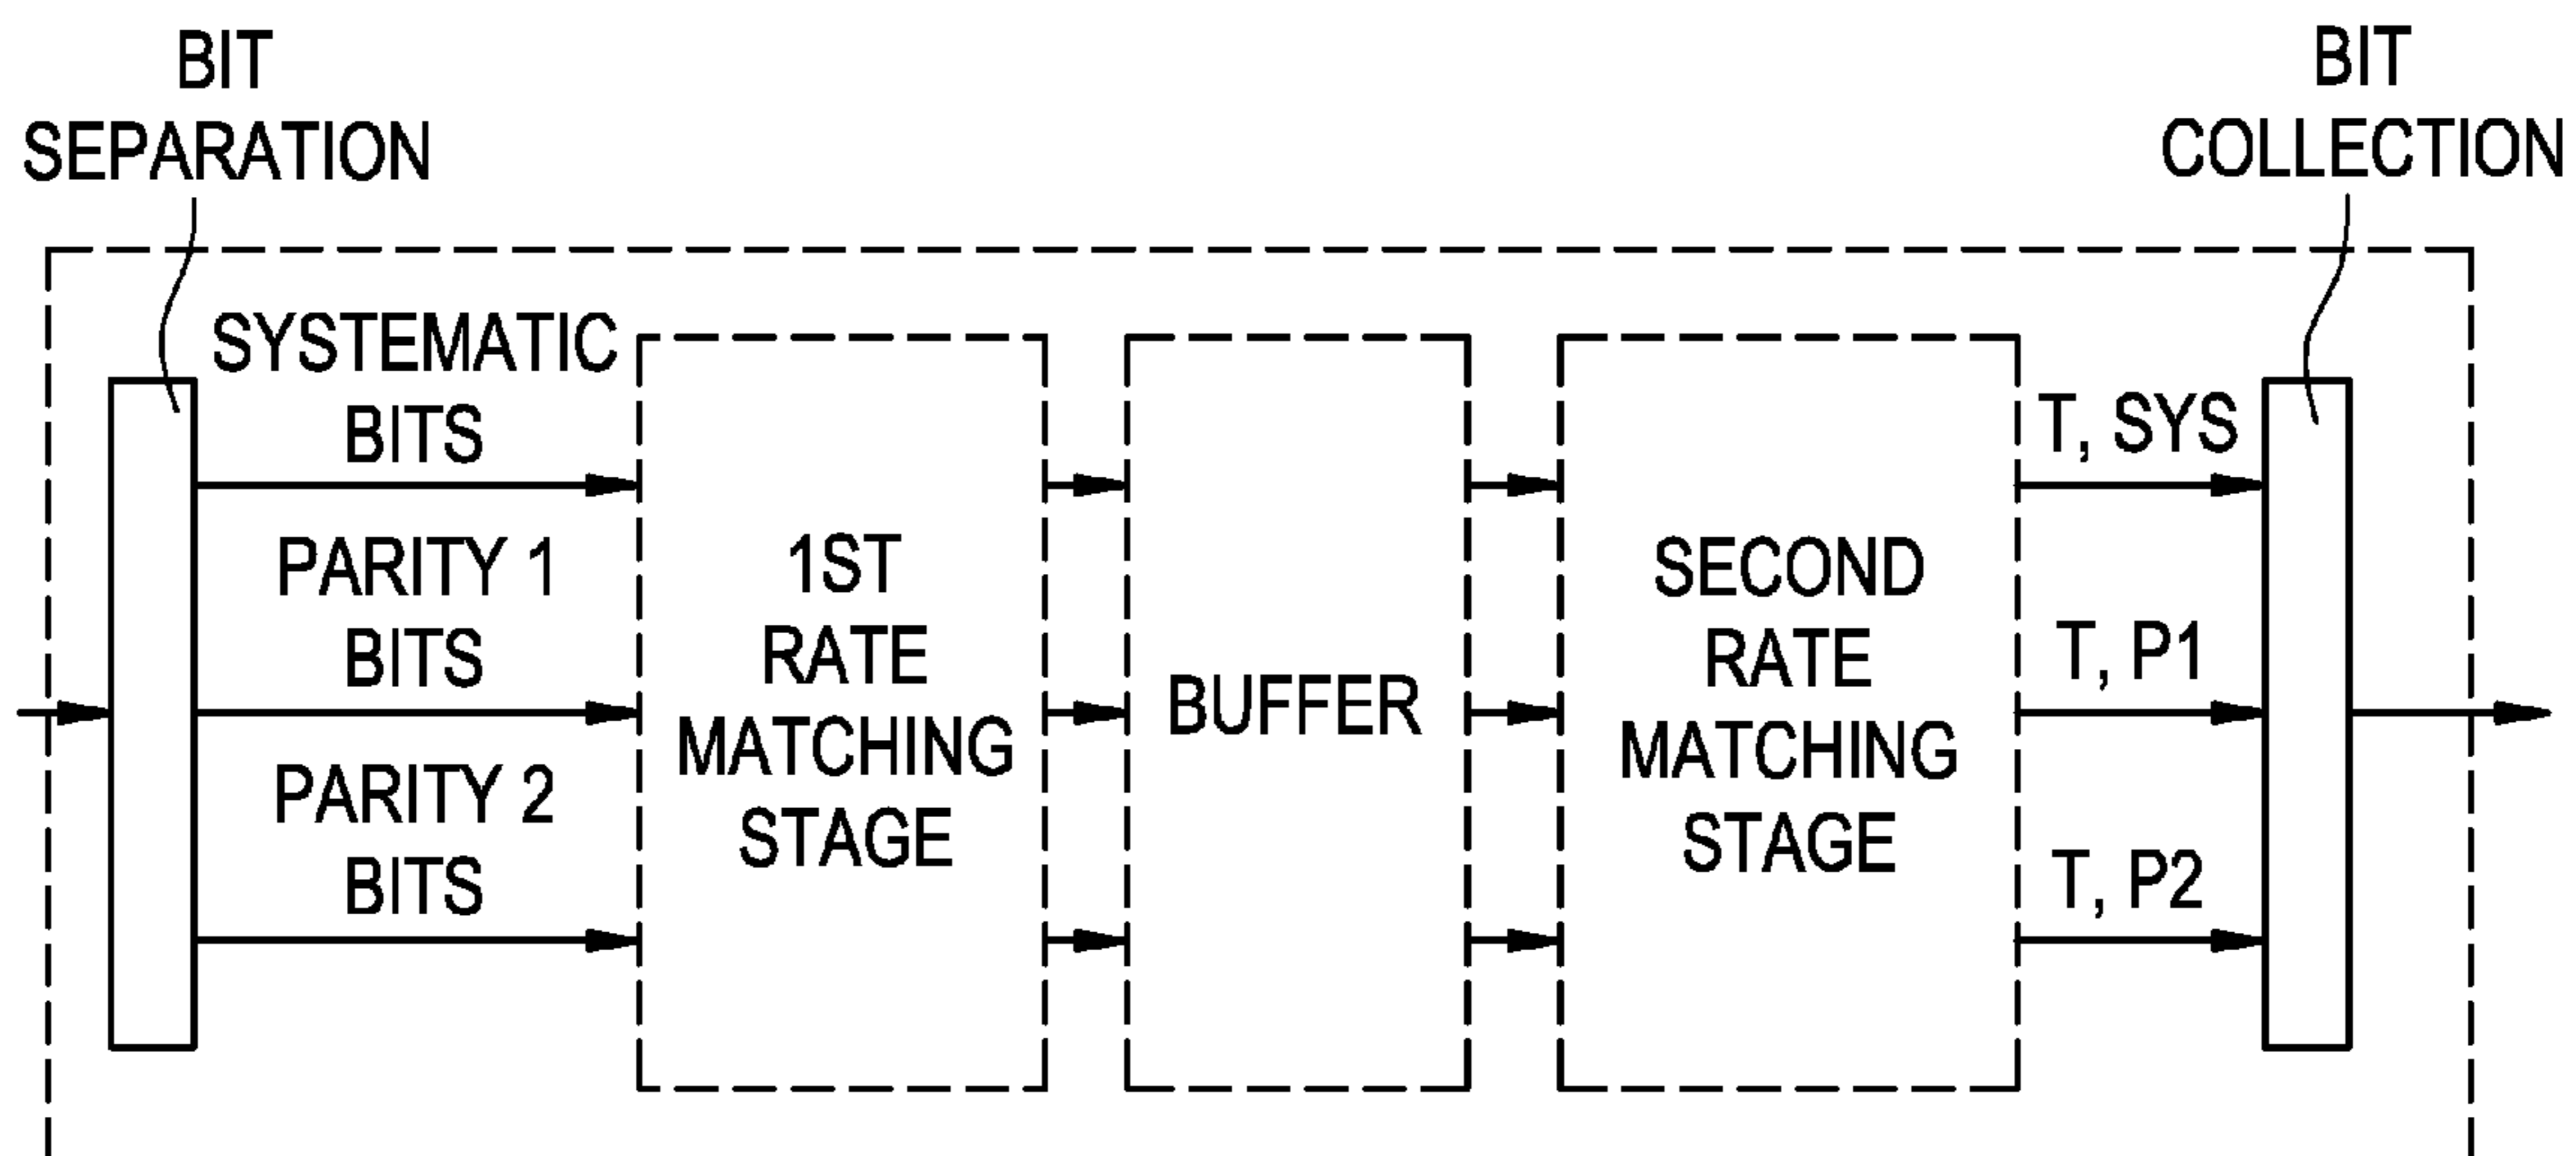 BIT
SEPARATION
BIT
COLLECTION
SYSTEMATIC
BITS
PARITY 1
BITS
PARITY 2
BITS
1ST
RATE
MATCHING
STAGE
BUFFER
SECOND
RATE
MATCHING
STAGE
T, SYS
T, P1
T, P2